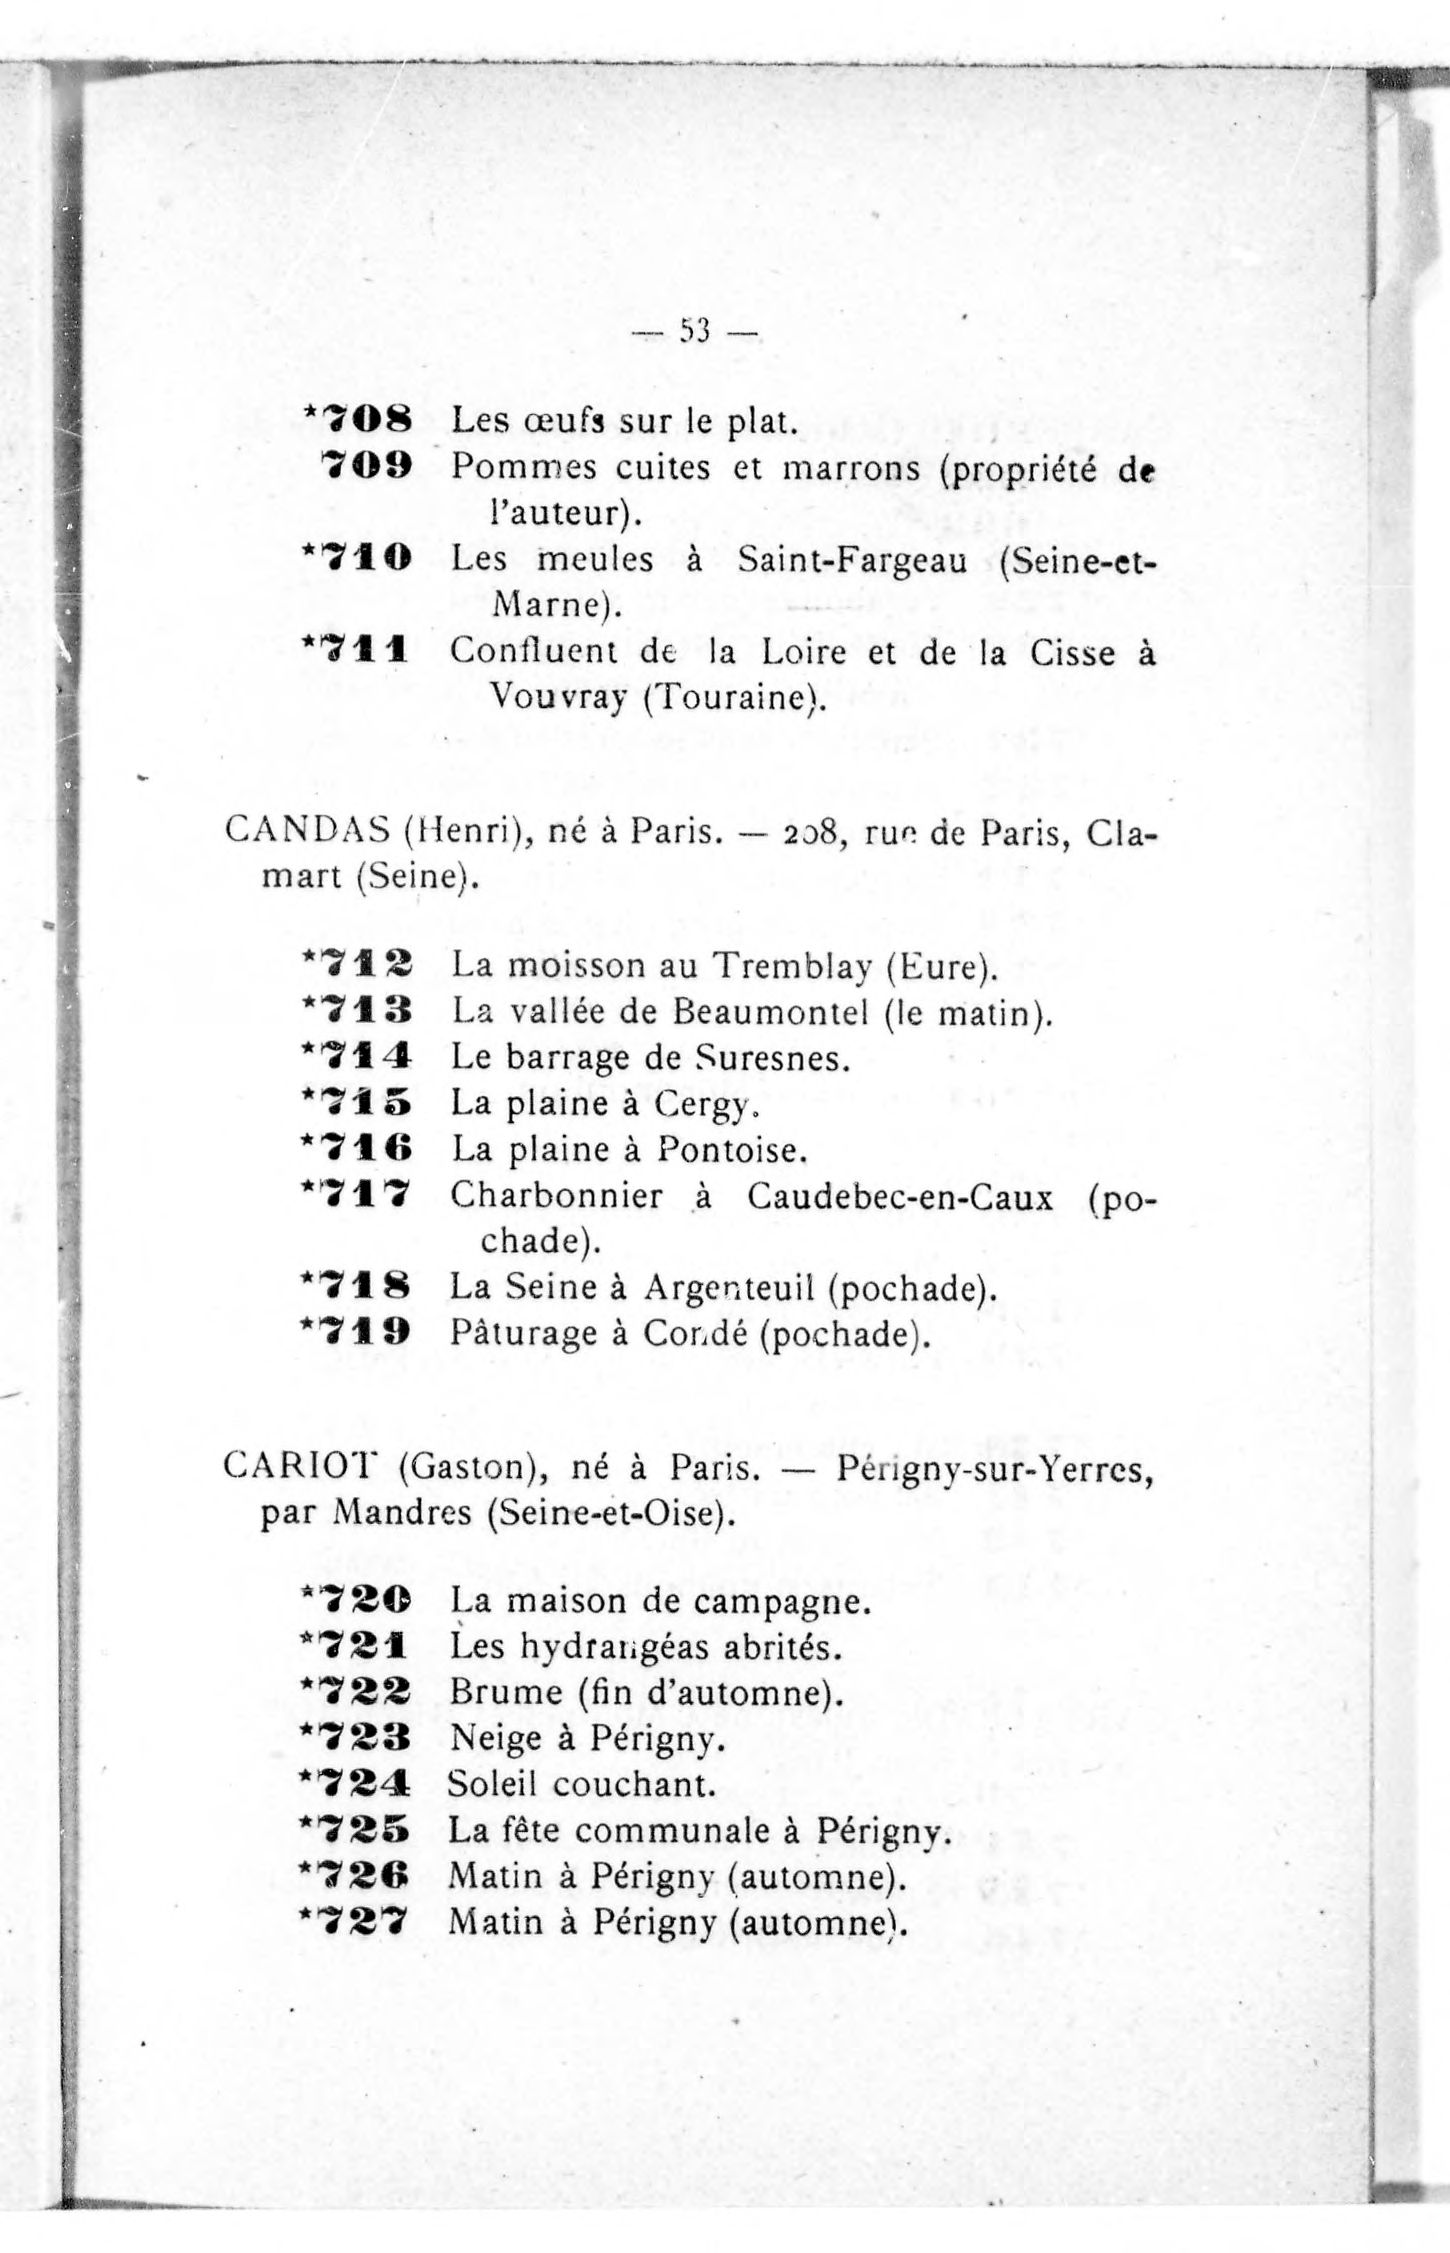 — 53 —
*708 Les œufs sur le plat.
709 Pommes cuites et marrons (propriété de
l'auteur).
*710 Les meules à Saint-Fargeau (Seine-et-
Marne).
*711 Confluent de la Loire et de la Cisse à
Vouvray (Touraine).
CANDAS (Henri), né à Paris. — 208, rue de Paris, Cla-
mart (Seine).
*712 La moisson au Tremblay (Eure).
*713 La vallée de Beaumontel (le matin).
*714 Le barrage de Suresnes.
*715 La plaine à Cergy.
*716 La plaine à Pontoise.
*717 Charbonnier à Caudebec-en-Caux (po-
chade).
*718 La Seine à Argenteuil (pochade).
*719 Pâturage à Condé (pochade).
CARIOT (Gaston), né à Paris. — Périgny-sur-Yerres,
par Mandres (Seine-et-Oise).
*720 La maison de campagne.
*721 Les hydrangéas abrités.
*722 Brume (fin d'automne).
*723 Neige à Périgny.
*724 Soleil couchant.
*725 La fête communale à Périgny.
*726 Matin à Périgny (automne).
*727 Matin à Périgny (automne).